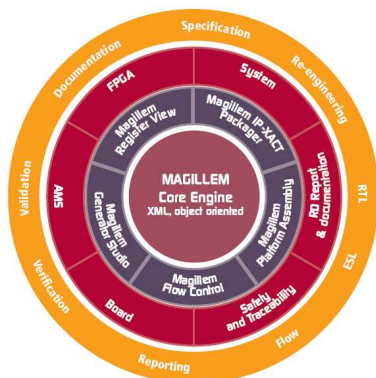 Specification
Re-engineering
RTL
ESL
Flow
Reporting
Verification
Validation
Documentation
System
RD Report
& documentation
Safety
and Traceability
Board
AMS
FPGA
Magillem IP-XACT
Packager
Magillem
Platform Assembly
Magillem
Flow Control
Magillem
Generator Studio
Magillem
Register View
MAGILLEM
Core Engine
XML, object oriented